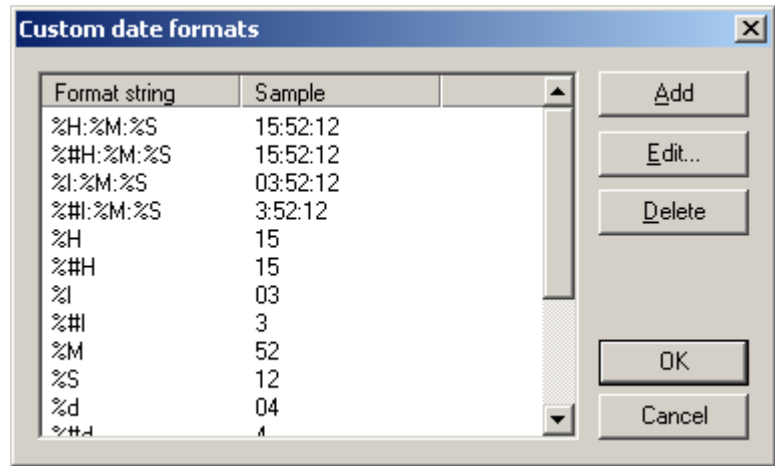 Custom date formats
Format string Sample
%H:%M:%S 15:52:12
%#H:%M:%S 15:52:12
%I:%M:%S 03:52:12
%#I:%M:%S 3:52:12
%H 15
%#H 15
%I 03
%#I 3
%M 52
%S 12
%d 04
%#d 4
Add
Edit...
Delete
OK
Cancel